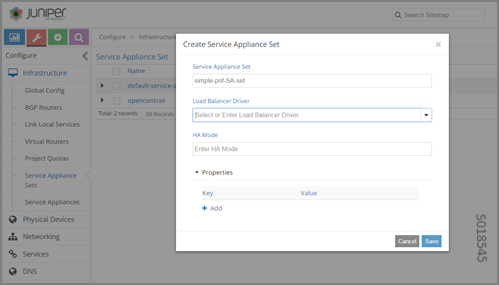 JUNIPER
NETWORKS
Search Sitemap
Configure
Configure > Infrastructure
Infrastructure
Global Config
BGP Routers
Link Local Services
Virtual Routers
Project Quotas
Service Appliance
Sets
Service Appliances
Physical Devices
Networking
Services
DNS
Service Appliance Set
Name
default-service-a
opencontrail
Total: 2 records
50 Records
Create Service Appliance Set
Service Appliance Set
simple-pnf-SA-set
Load Balancer Driver
Select or Enter Load Balancer Driver
HA Mode
Enter HA Mode
Properties
Key Value
+ Add
Cancel Save
S018545